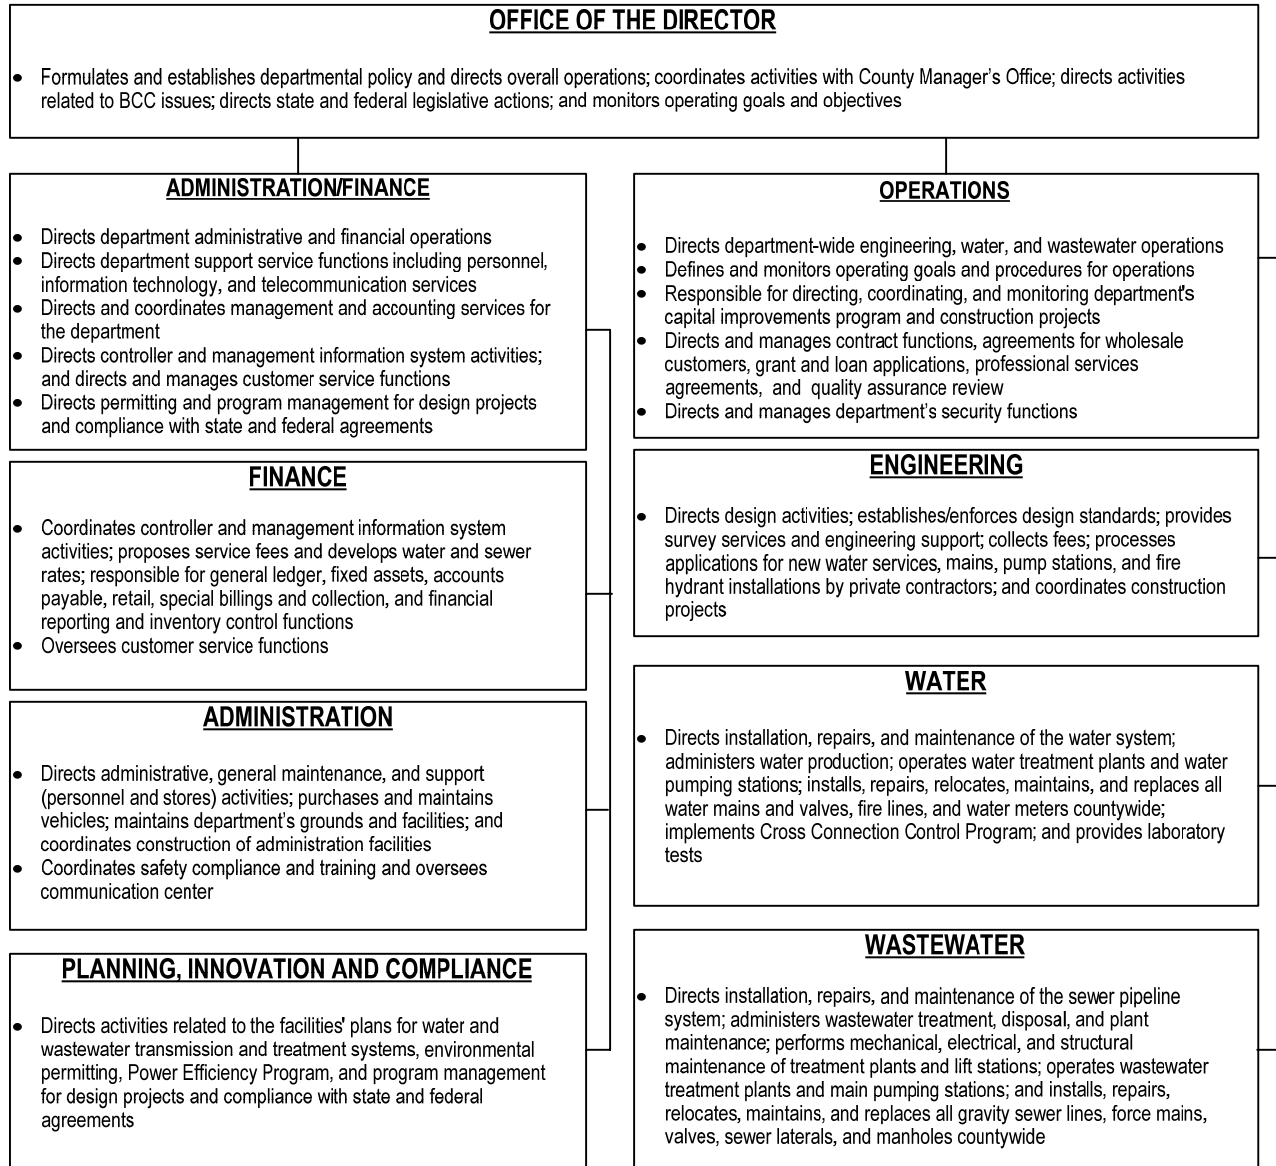 OFFICE OF THE DIRECTOR
• Formulates and establishes departmental policy and directs overall operations; coordinates activities with County Manager's Office; directs activities
related to BCC issues; directs state and federal legislative actions; and monitors operating goals and objectives
ADMINISTRATION/FINANCE
• Directs department administrative and financial operations
• Directs department support service functions including personnel,
information technology, and telecommunication services
• Directs and coordinates management and accounting services for
the department
• Directs controller and management information system activities;
and directs and manages customer service functions
• Directs permitting and program management for design projects
and compliance with state and federal agreements
FINANCE
• Coordinates controller and management information system
activities; proposes service fees and develops water and sewer
rates; responsible for general ledger, fixed assets, accounts
payable, retail, special billings and collection, and financial
reporting and inventory control functions
• Oversees customer service functions
ADMINISTRATION
• Directs administrative, general maintenance, and support
(personnel and stores) activities; purchases and maintains
vehicles; maintains department's grounds and facilities; and
coordinates construction of administration facilities
• Coordinates safety compliance and training and oversees
communication center
PLANNING, INNOVATION AND COMPLIANCE
• Directs activities related to the facilities' plans for water and
wastewater transmission and treatment systems, environmental
permitting, Power Efficiency Program, and program management
for design projects and compliance with state and federal
agreements
OPERATIONS
• Directs department-wide engineering, water, and wastewater operations
• Defines and monitors operating goals and procedures for operations
• Responsible for directing, coordinating, and monitoring department's
capital improvements program and construction projects
• Directs and manages contract functions, agreements for wholesale
customers, grant and loan applications, professional services
agreements, and quality assurance review
• Directs and manages department's security functions
ENGINEERING
• Directs design activities; establishes/enforces design standards; provides
survey services and engineering support; collects fees; processes
applications for new water services, mains, pump stations, and fire
hydrant installations by private contractors; and coordinates construction
projects
WATER
• Directs installation, repairs, and maintenance of the water system;
administers water production; operates water treatment plants and water
pumping stations; installs, repairs, relocates, maintains, and replaces all
water mains and valves, fire lines, and water meters countywide;
implements Cross Connection Control Program; and provides laboratory
tests
WASTEWATER
• Directs installation, repairs, and maintenance of the sewer pipeline
system; administers wastewater treatment, disposal, and plant
maintenance; performs mechanical, electrical, and structural
maintenance of treatment plants and lift stations; operates wastewater
treatment plants and main pumping stations; and installs, repairs,
relocates, maintains, and replaces all gravity sewer lines, force mains,
valves, sewer laterals, and manholes countywide